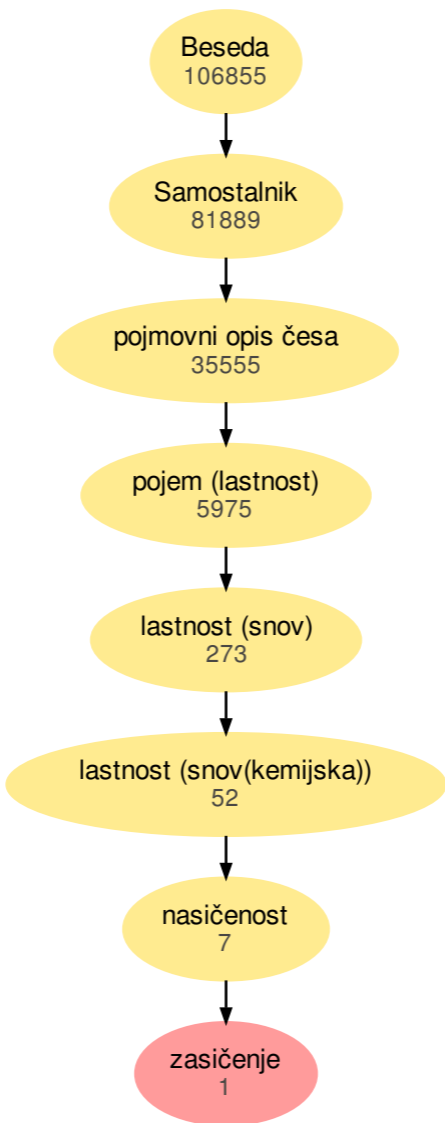 Beseda
106855
Samostalnik
81889
pojmovni opis česa
35555
pojem (lastnost)
5975
lastnost (snov)
273
lastnost (snov(kemijska))
52
nasičenost
7
zasičenje
1